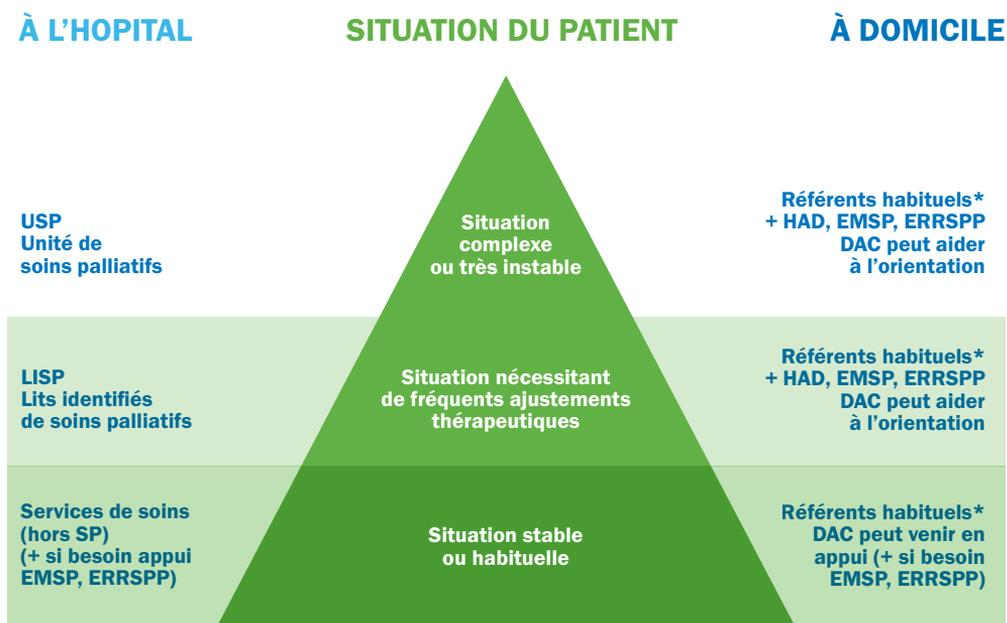 À L’HOPITAL
SITUATION DU PATIENT
À DOMICILE
USP
Unité de
soins palliatifs
Situation
complexe
ou très instable
Référents habituels*
+ HAD, EMSP, ERRSPP
DAC peut aider
à l’orientation
LISP
Lits identifiés
de soins palliatifs
Situation nécessitant
de fréquents ajustements
thérapeutiques
Référents habituels*
+ HAD, EMSP, ERRSPP
DAC peut aider
à l’orientation
Services de soins
(hors SP)
(+ si besoin appui
EMSP, ERRSPP)
Situation stable
ou habituelle
Référents habituels*
DAC peut venir en
appui (+ si besoin
EMSP, ERRSPP)